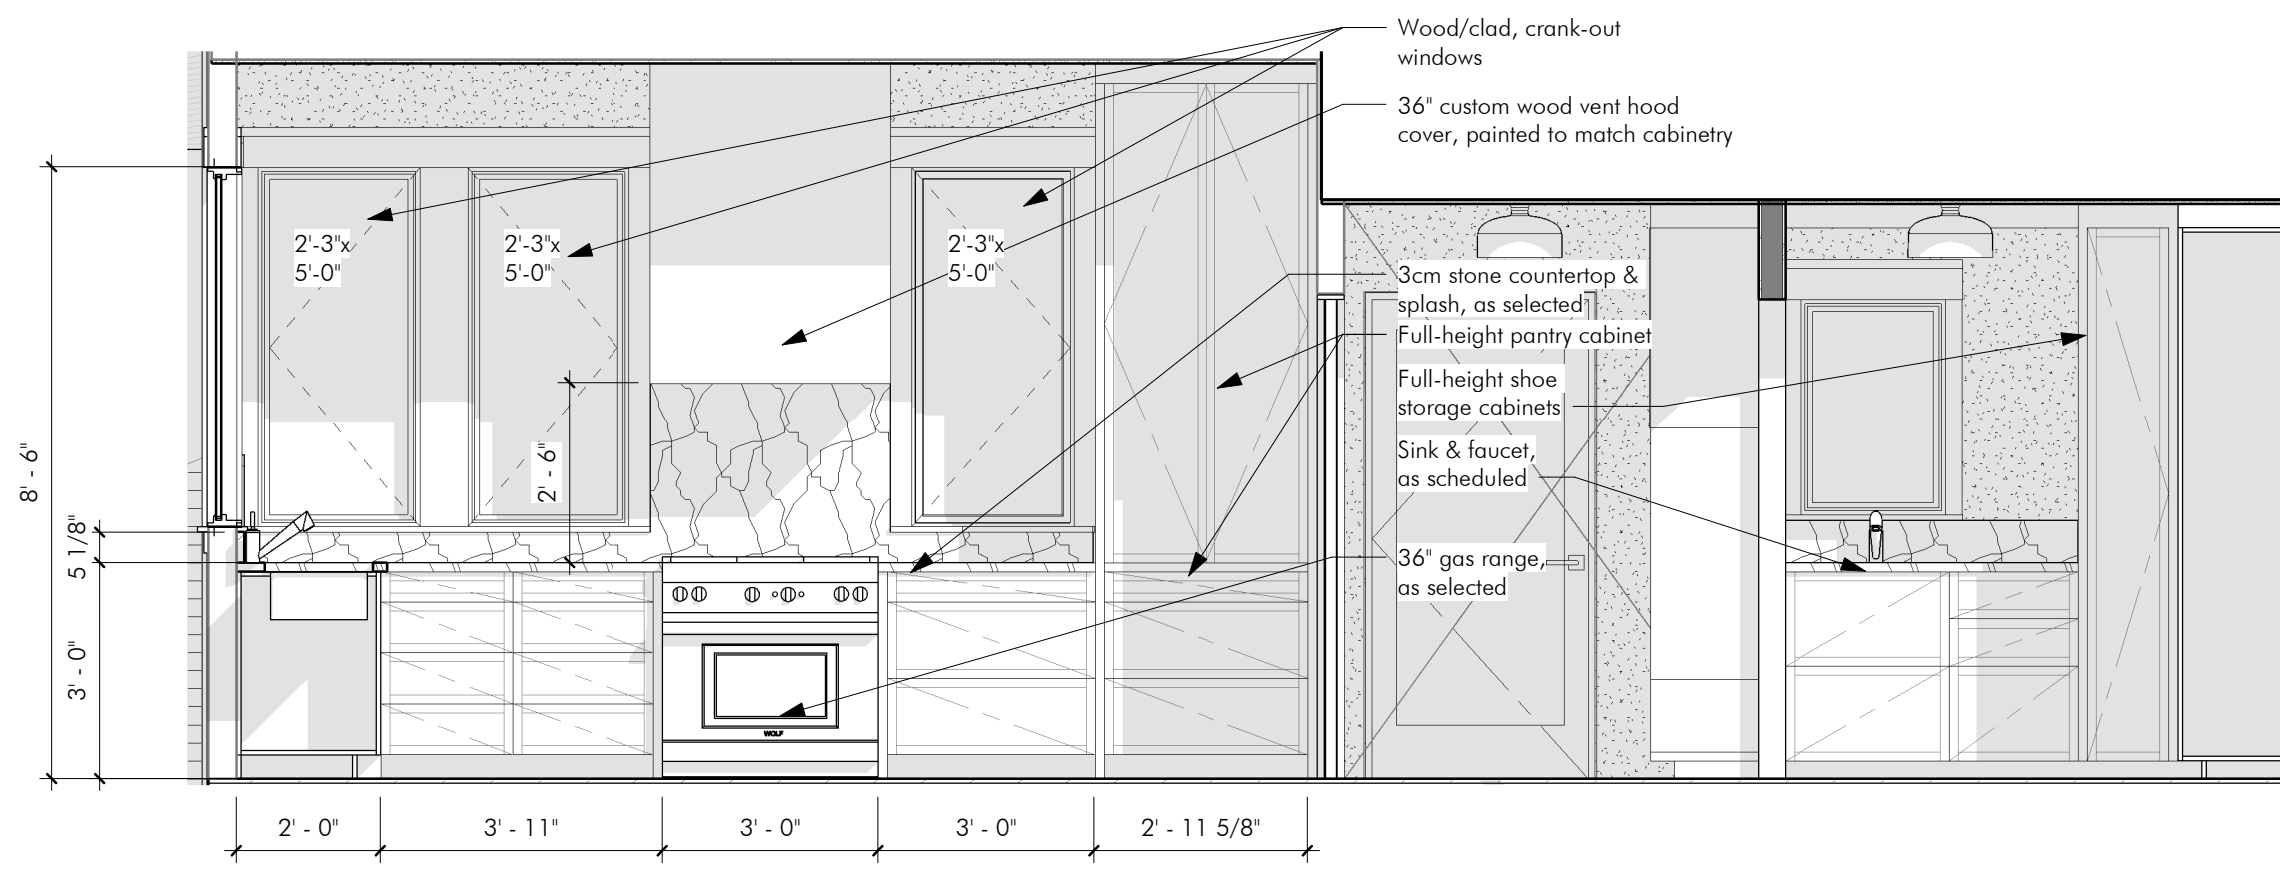 Wood/clad, crank-out
windows
36" custom wood vent hood
cover, painted to match cabinetry
2'-3"x
5'-0"
2'-3"x
5'-0"
2'-3"x
5'-0"
3cm stone countertop &
splash, as selected
Full-height pantry cabinet
Full-height shoe
storage cabinets
Sink & faucet,
as scheduled
36" gas range,
as selected
8' - 6"
5 1/8"
3' - 0"
2' - 6"
WOLF
2' - 0"
3' - 11"
3' - 0"
3' - 0"
2' - 11 5/8"